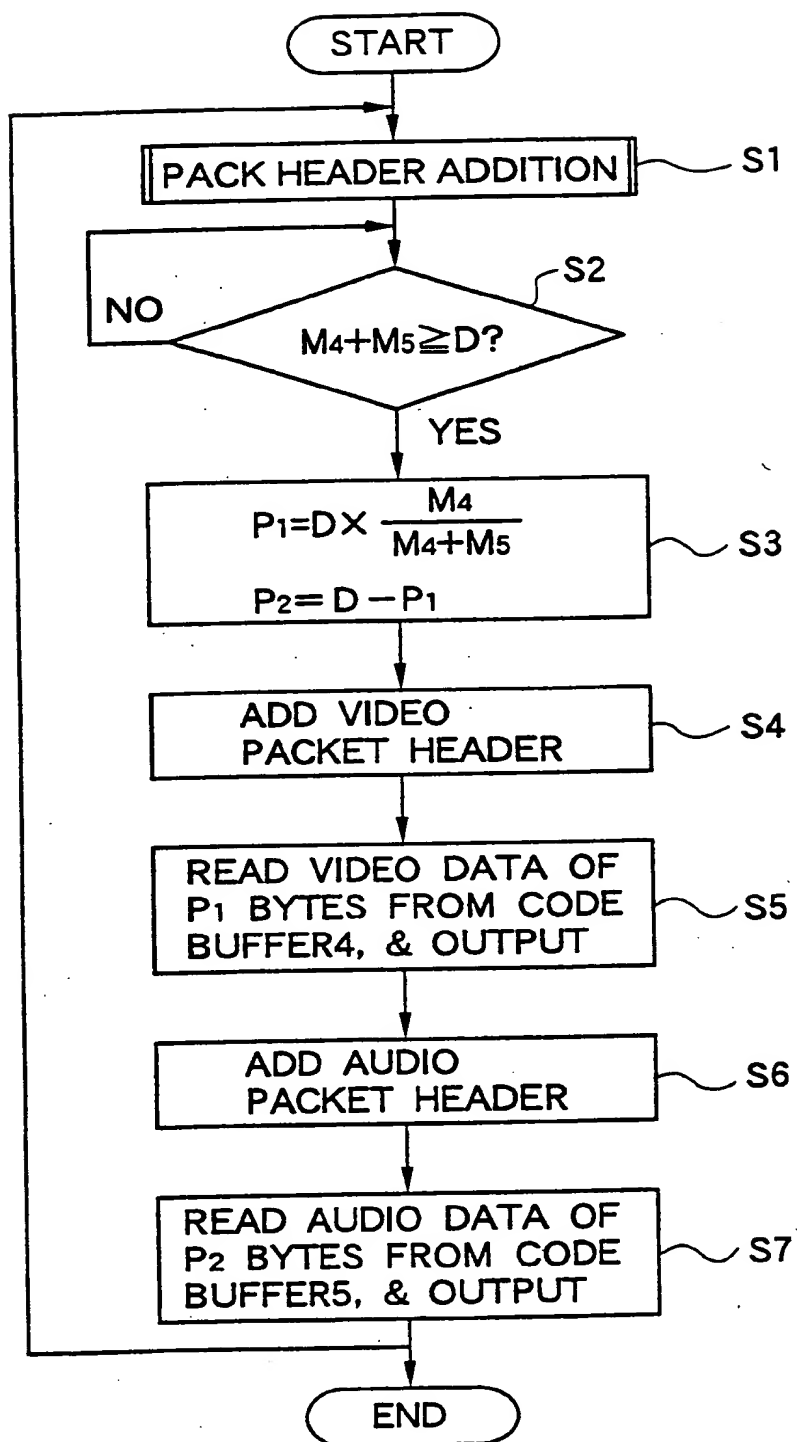 START
PACK HEADER ADDITION
S1
S2
NO
M4+M5≧D?
YES
P1=D× M4
M4+M5
S3
P2=D−P1
ADD VIDEO
PACKET HEADER
S4
READ VIDEO DATA OF
P1 BYTES FROM CODE
BUFFER4, & OUTPUT
S5
ADD AUDIO
PACKET HEADER
S6
READ AUDIO DATA OF
P2 BYTES FROM CODE
BUFFER5, & OUTPUT
S7
END